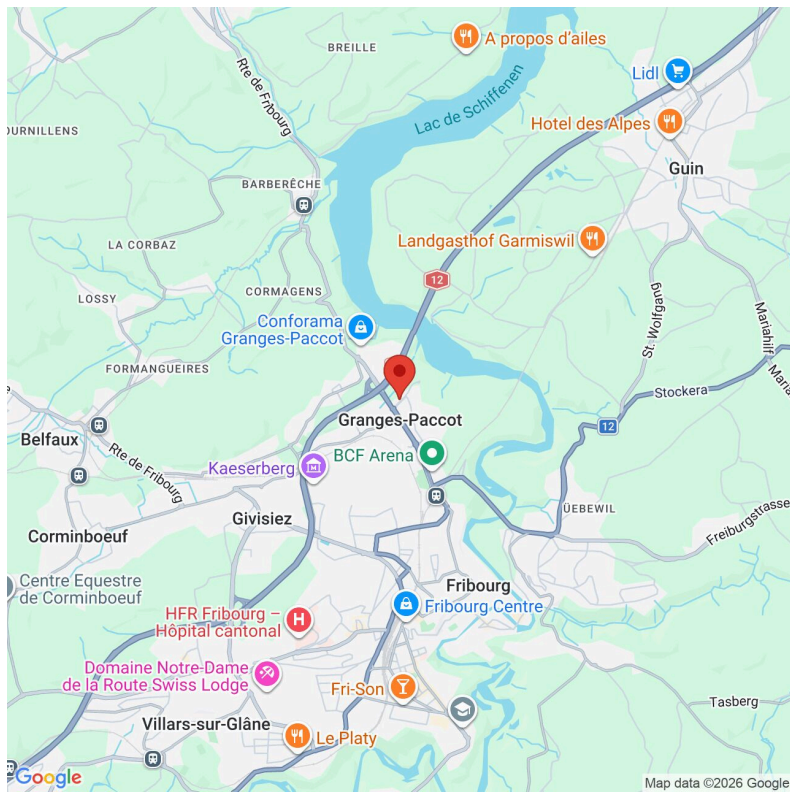 A propos d'ailes
BREILLE
Lidl
Rte de Fribourg
Lac de Schiffenen
Hotel des Alpes
OURNILLENS
Guin
BARBERÊCHE
LA CORBAZ
Landgasthof Garmiswil
12
CORMAGENS
LOSSY
St. Wolfgang
Mariahilf
Maria
Conforama
Granges-Paccot
FORMANGUEIRES
Stockera
Granges-Paccot
12
Belfaux
BCF Arena
Rte de Fribourg
Kaeserberg
ÜEBEWIL
Givisiez
Freiburgstrasse
Corminboeuf
Centre Equestre
de Corminboeuf
Fribourg
Fribourg Centre
HFR Fribourg –
Hôpital cantonal
H
Domaine Notre-Dame
de la Route Swiss Lodge
Fri-Son
Tasberg
Villars-sur-Glâne
Le Platy
Google
Map data ©2026 Google